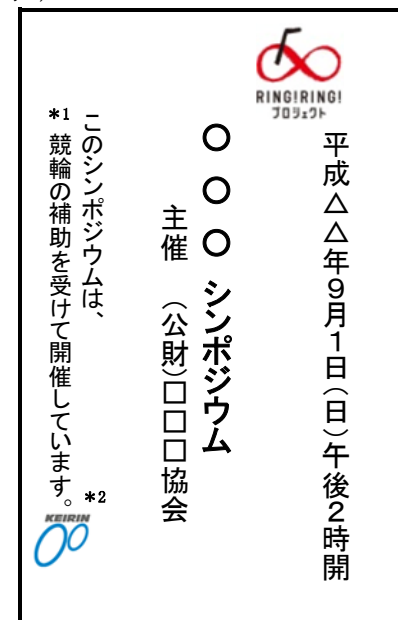 RING!RING!
プロジェクト
平成△△年９月１日（日）午後２時開
○○○シンポジウム
主催　（公財）□□□協会
このシンポジウムは、
*1 競輪の補助を受けて開催しています。*2
KEIRIN